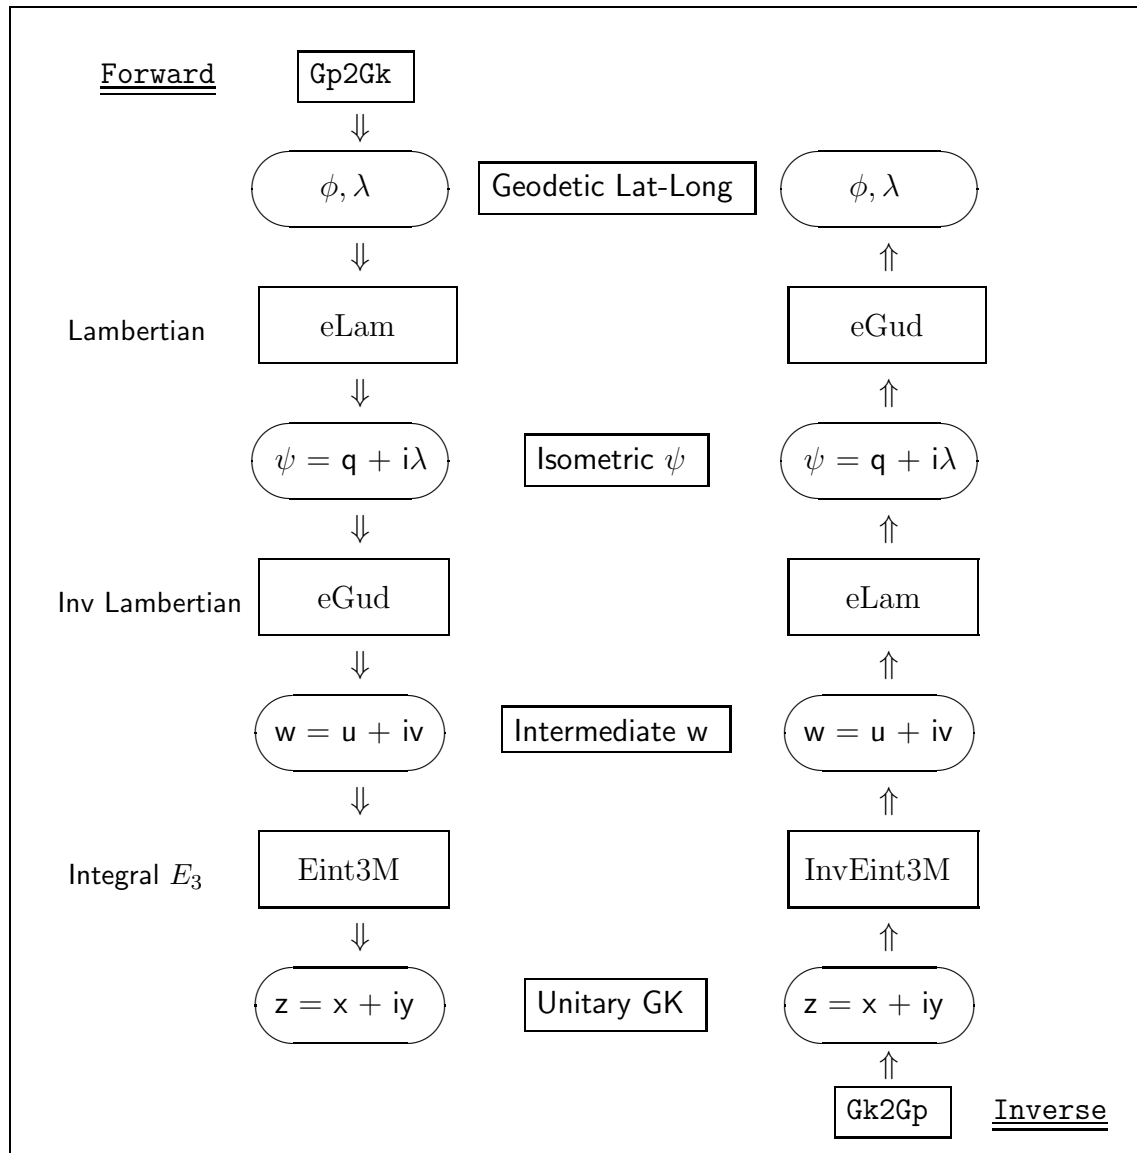 Forward Gp2Gk
⇓
ϕ, λ Geodetic Lat-Long ϕ, λ
⇓ ⇑
Lambertian eLam eGud
⇓ ⇑
ψ = q + iλ Isometric ψ ψ = q + iλ
⇓ ⇑
Inv Lambertian eGud eLam
⇓ ⇑
w = u + iv Intermediate w w = u + iv
⇓ ⇑
Integral E₃ Eint3M InvEint3M
⇓ ⇑
z = x + iy Unitary GK z = x + iy
⇑
Gk2Gp Inverse